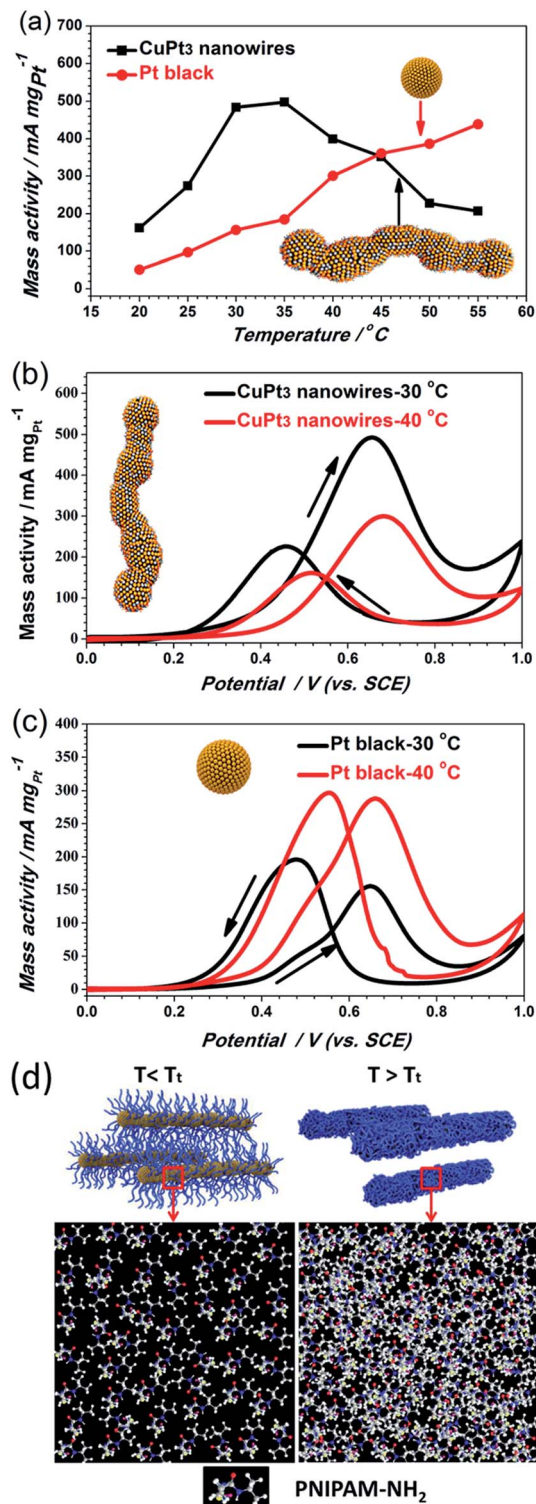 (a)
700
600
500
400
300
200
100
0
Mass activity / mA mgPt-1
CuPt3 nanowires
Pt black
15 20 25 30 35 40 45 50 55 60
Temperature /°C
(b)
600
500
400
300
200
100
0
Mass activity / mA mgPt-1
CuPt3 nanowires-30 °C
CuPt3 nanowires-40 °C
0.0 0.2 0.4 0.6 0.8 1.0
Potential / V (vs. SCE)
(c)
400
350
300
250
200
150
100
50
0
Mass activity / mA mgPt-1
Pt black-30 °C
Pt black-40 °C
0.0 0.2 0.4 0.6 0.8 1.0
Potential / V (vs. SCE)
(d)
T< Tt T > Tt
PNIPAM-NH2